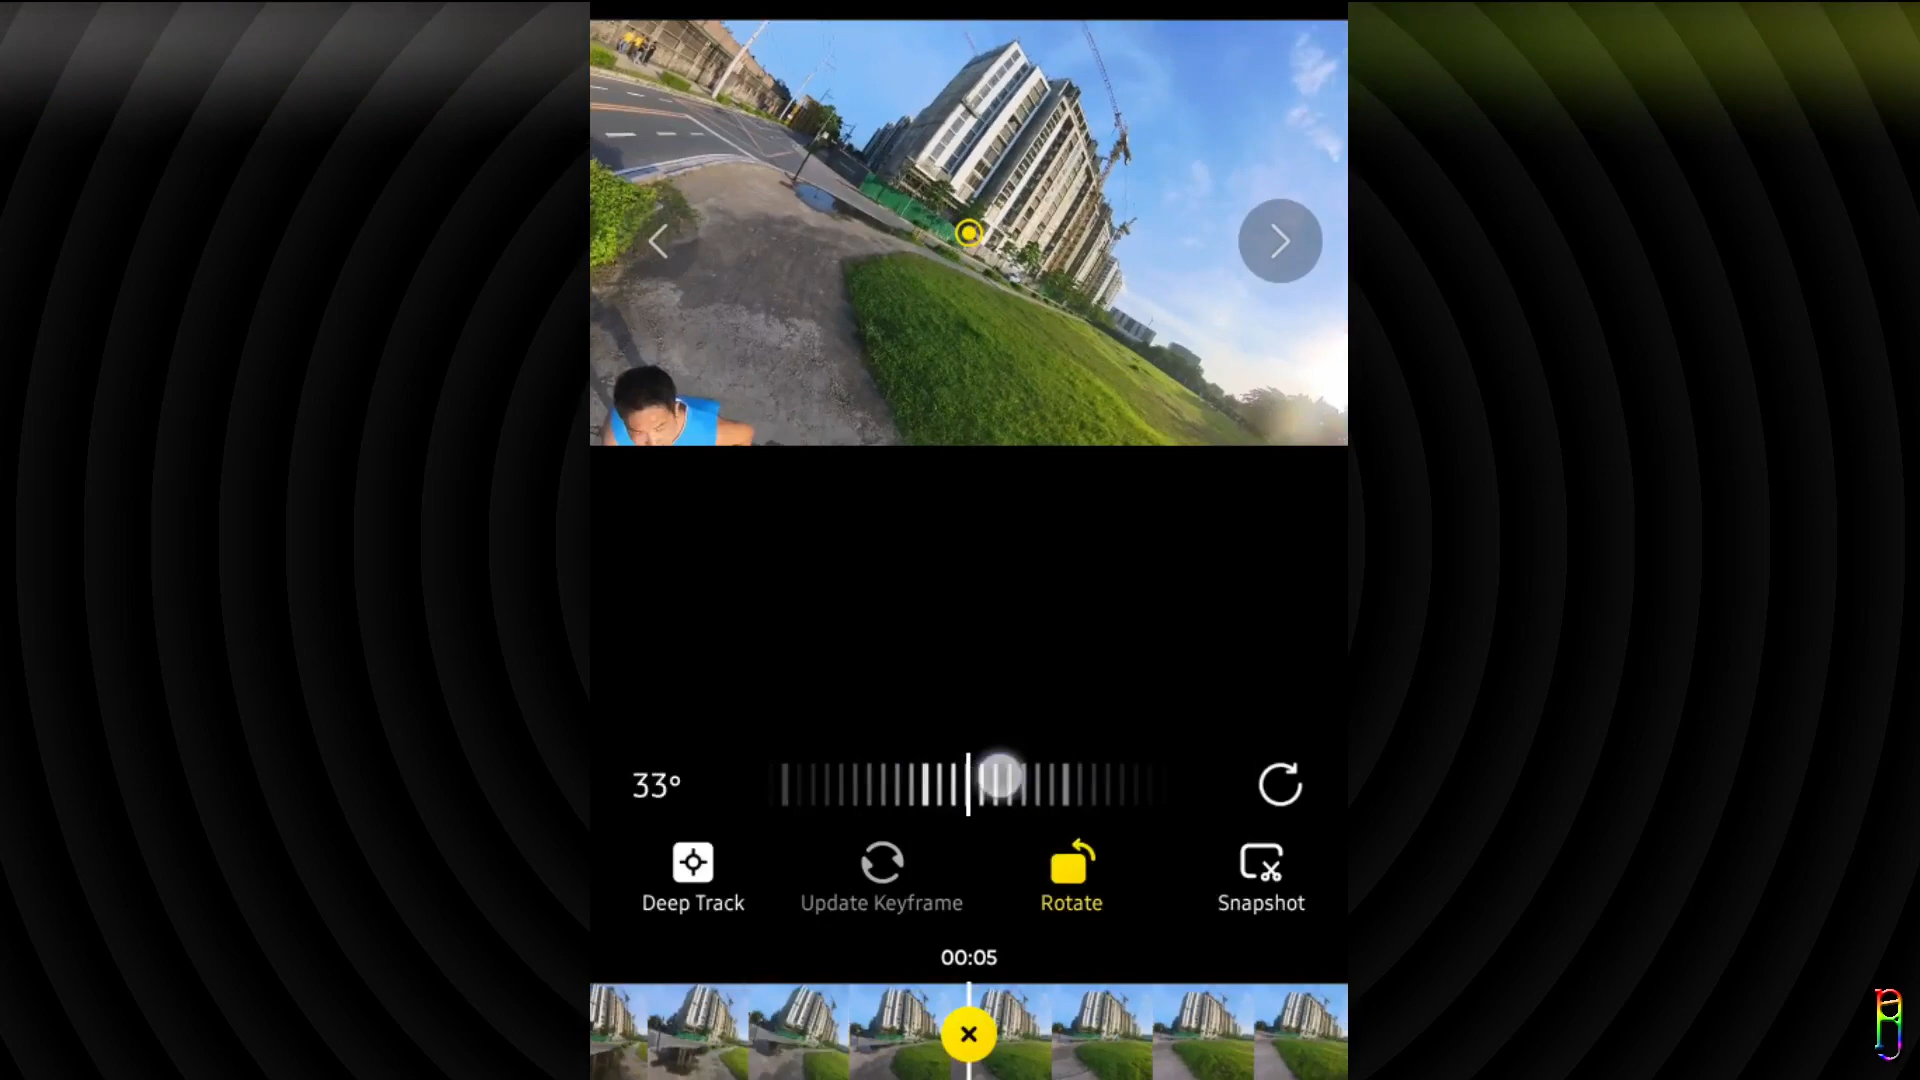 33°
Deep Track
Update Keyframe
Rotate
Snapshot
00:05